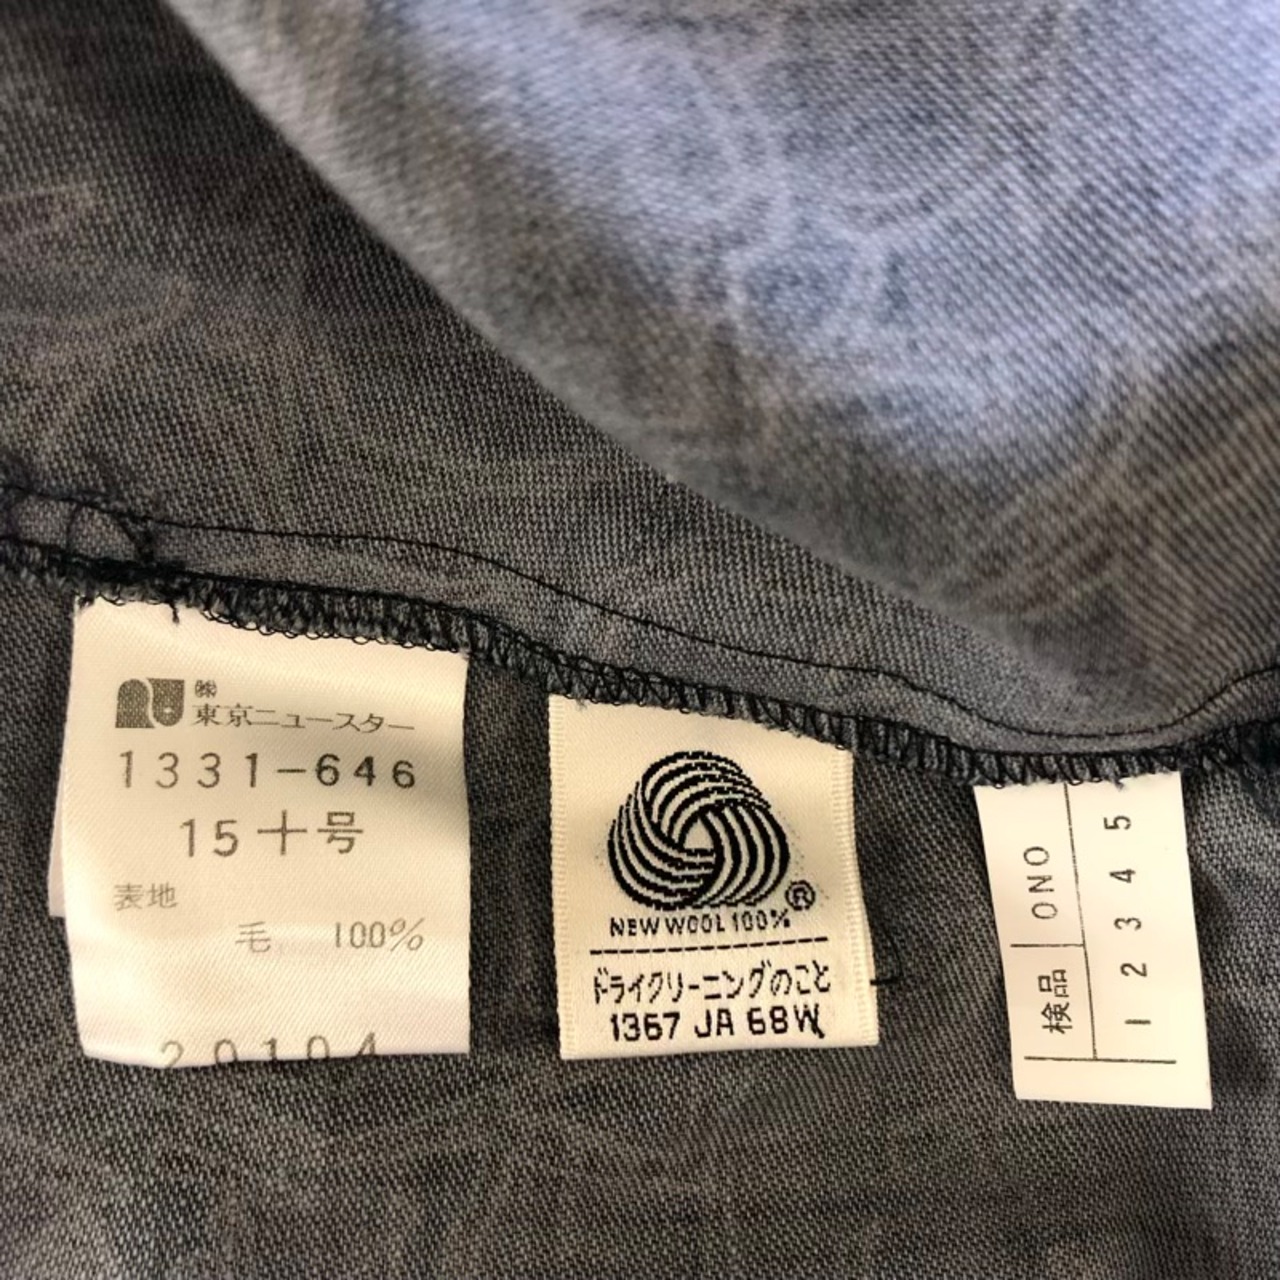 ㈱
東京ニュースター
1331-646
15十号
表地
毛 100%
20104
NEW WOOL 100%
ドライクリーニングのこと
1367 JA 68W
検品 ONO
1 2 3 4 5